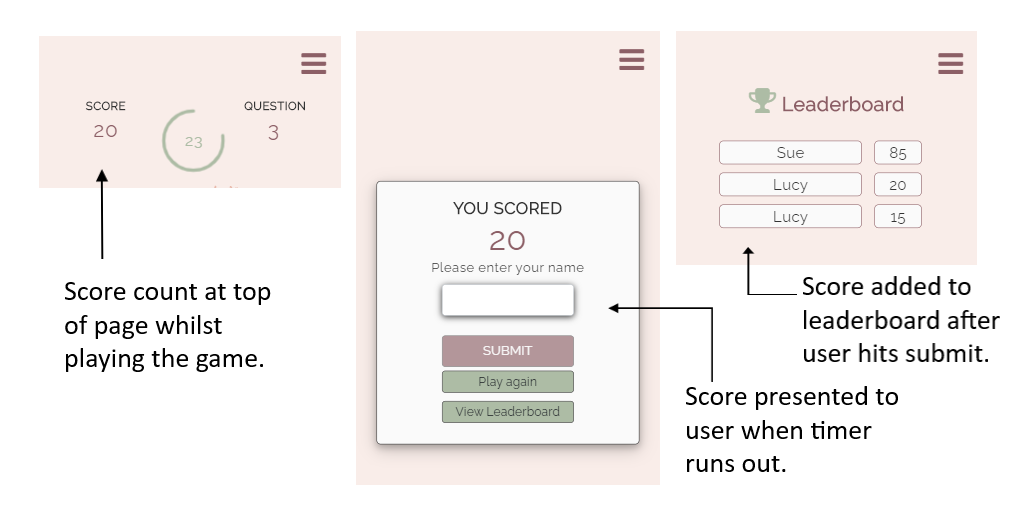 SCORE
20
23
QUESTION
3
Score count at top
of page whilst
playing the game.
YOU SCORED
20
Please enter your name
SUBMIT
Play again
View Leaderboard
Score presented to
user when timer
runs out.
Leaderboard
Sue 85
Lucy 20
Lucy 15
Score added to
leaderboard after
user hits submit.